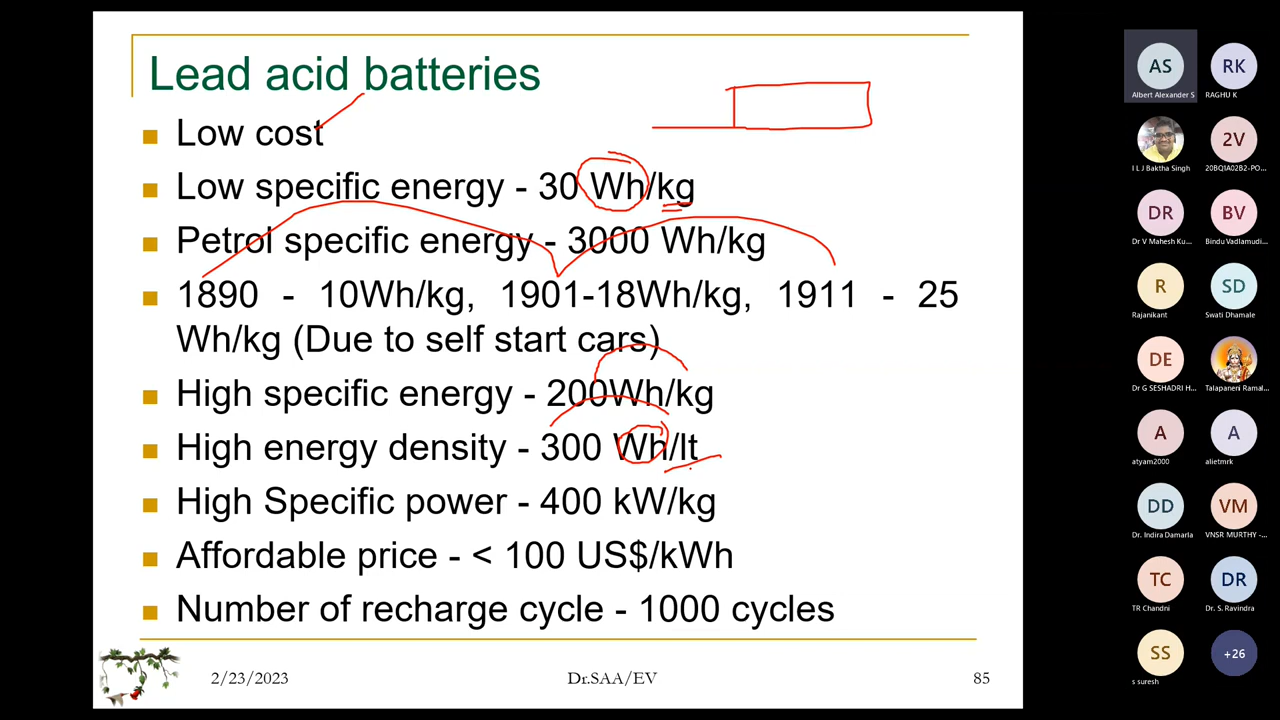 Lead acid batteries
Low cost
Low specific energy - 30 Wh/kg
Petrol specific energy - 3000 Wh/kg
1890 - 10Wh/kg, 1901-18Wh/kg, 1911 - 25
Wh/kg (Due to self start cars)
High specific energy - 200Wh/kg
High energy density - 300 Wh/lt
High Specific power - 400 kW/kg
Affordable price - < 100 US$/kWh
Number of recharge cycle - 1000 cycles
2/23/2023
Dr.SAA/EV
85
AS
Albert Alexander S
RK
RAGHU K
I L J Baktha Singh
2V
20BQ1A02B2-PO...
DR
Dr V Mahesh Ku...
BV
Bindu Vadlamudi...
R
Rajanikant
SD
Swati Dhamale
DE
Dr G SESHADRI H...
Talapaneni Ramal...
A
atyam2000
A
alietmrk
DD
Dr. Indira Damarla
VM
VNSR MURTHY -...
TC
TR Chandni
DR
Dr. S. Ravindra
SS
s suresh
+26